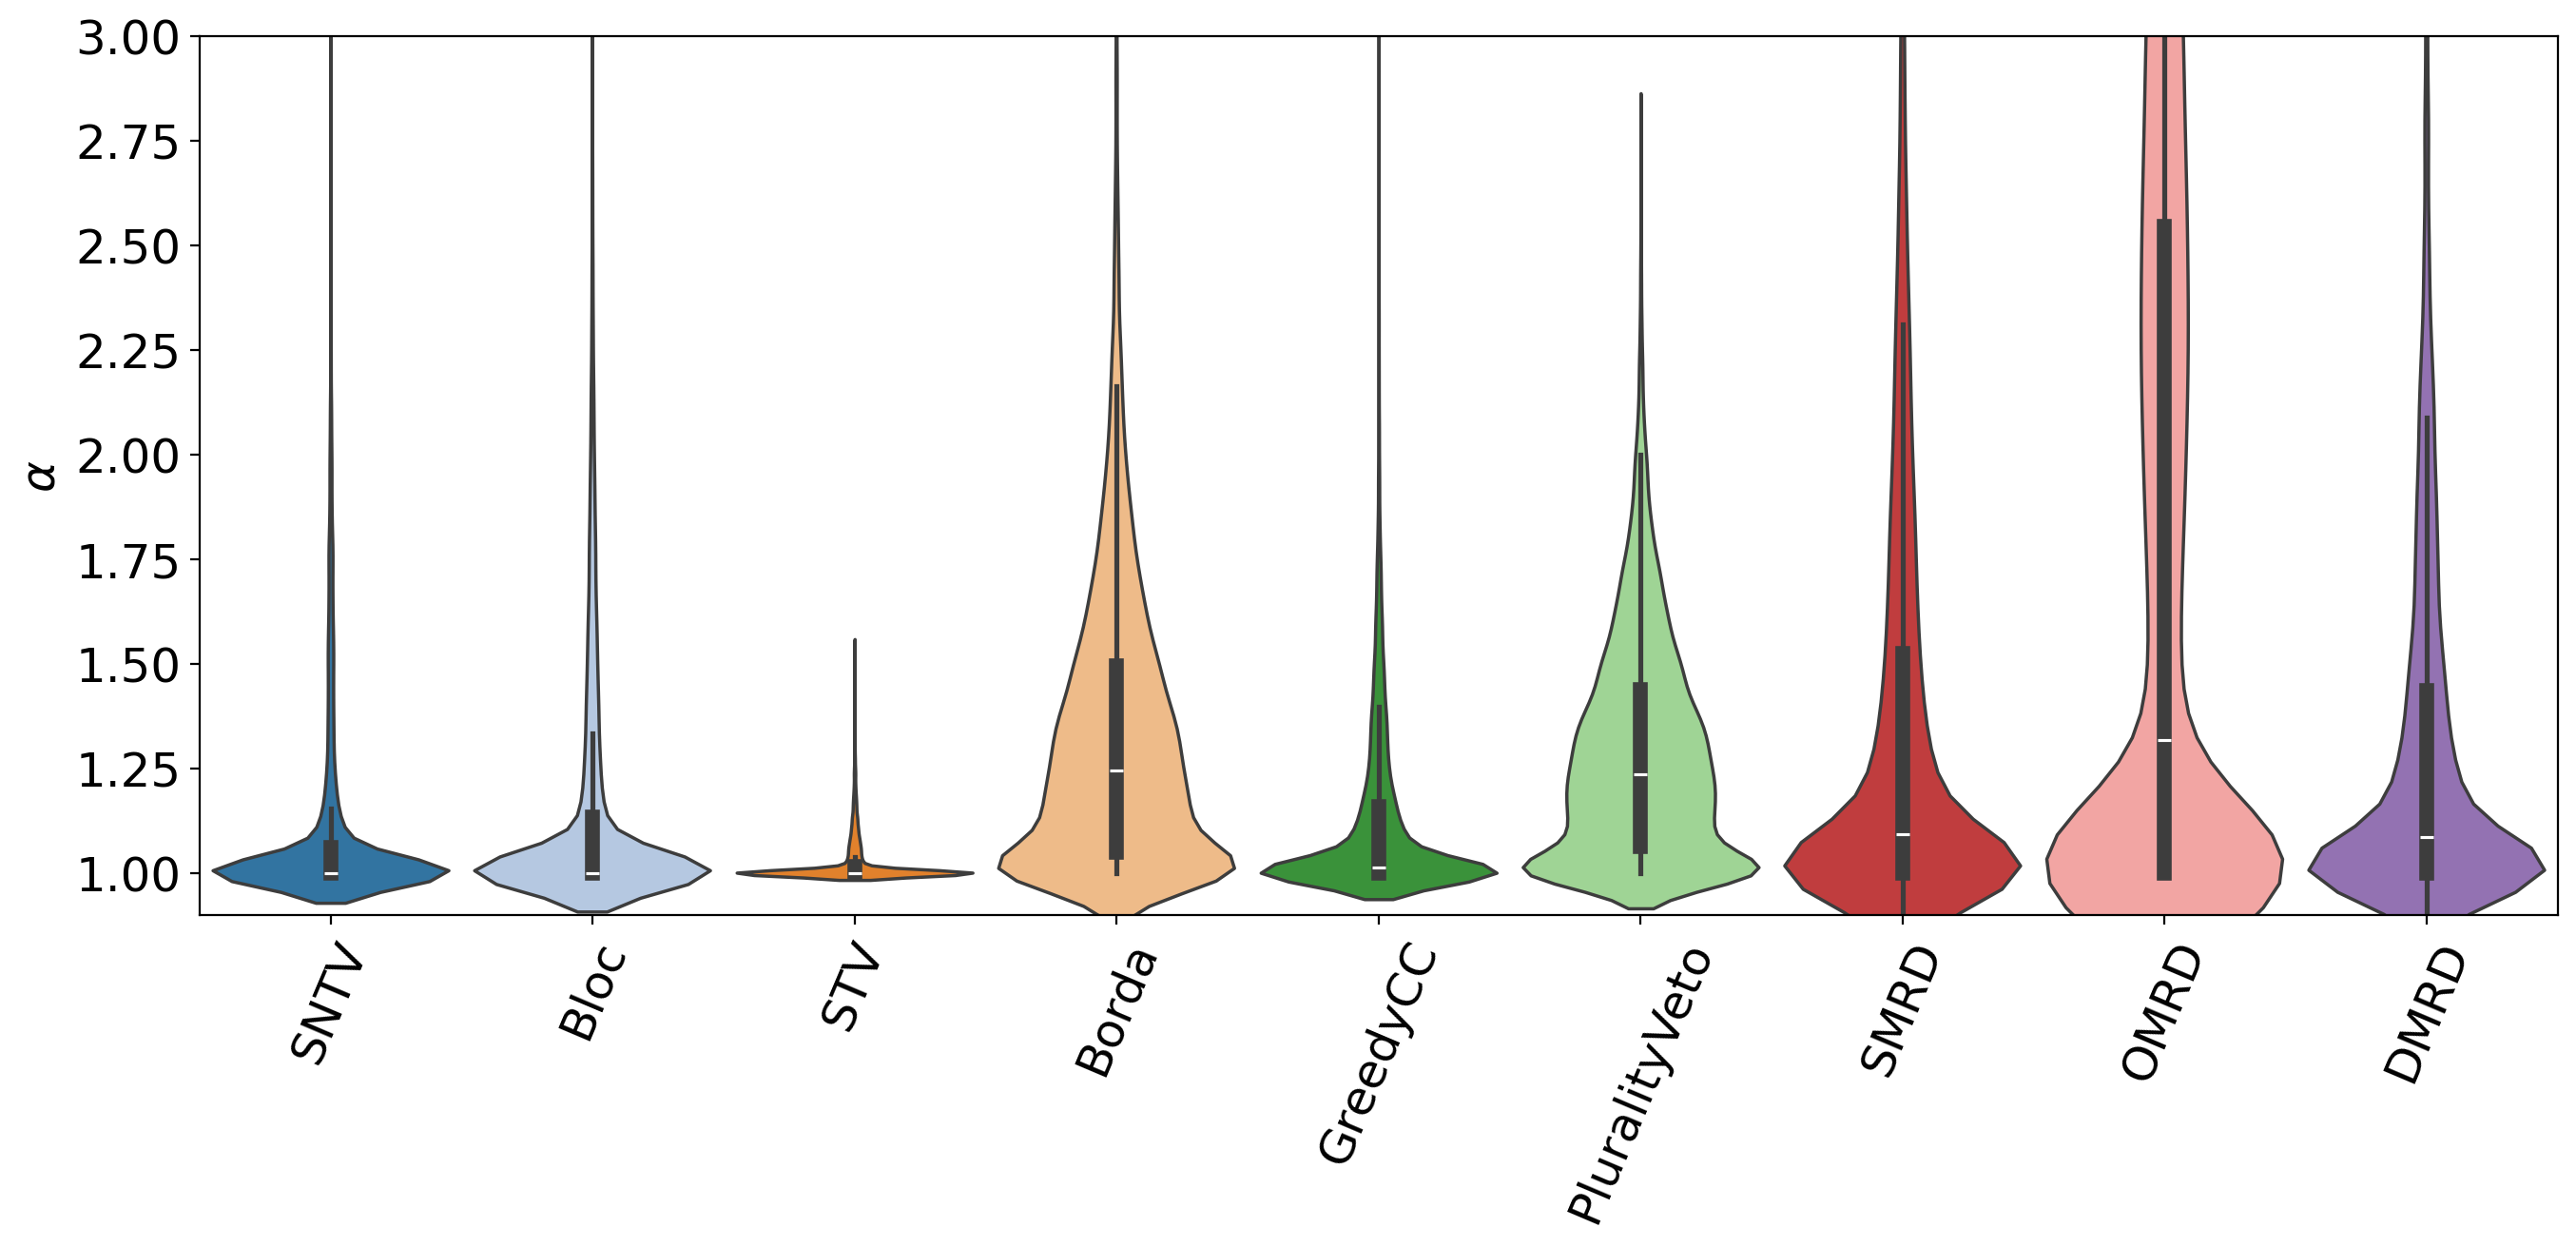 3.00
2.75
2.50
2.25
2.00
1.75
1.50
1.25
1.00
α
SNTV
Bloc
STV
Borda
GreedyCC
PluralityVeto
SMRD
OMRD
DMRD